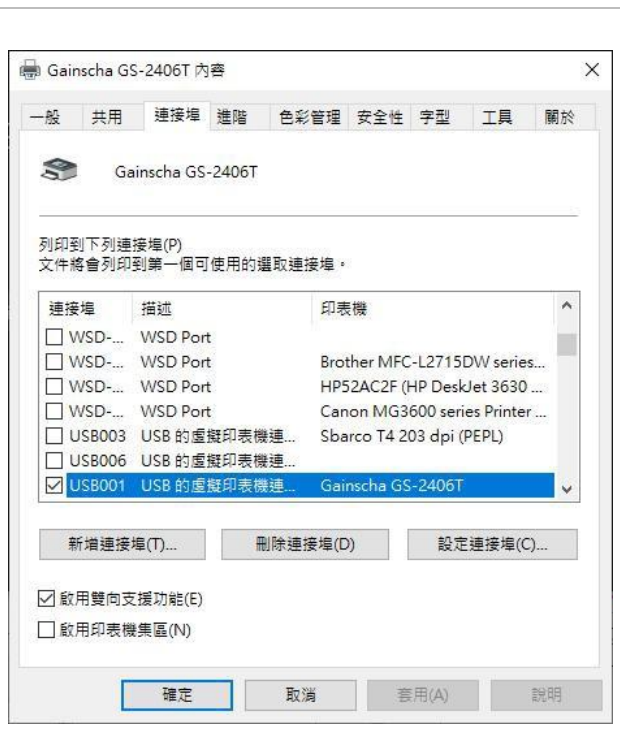 Gainscha GS-2406T 內容
一般 共用 連接埠 進階 色彩管理 安全性 字型 工具 關於
Gainscha GS-2406T
列印到下列連接埠(P)
文件將會列印到第一個可使用的選取連接埠。
連接埠 描述 印表機
WSD-... WSD Port
WSD-... WSD Port Brother MFC-L2715DW series...
WSD-... WSD Port HP52AC2F (HP DeskJet 3630 ...
WSD-... WSD Port Canon MG3600 series Printer ...
USB003 USB 的虛擬印表機連... Sbarco T4 203 dpi (PEPL)
USB006 USB 的虛擬印表機連...
USB001 USB 的虛擬印表機連... Gainscha GS-2406T
新增連接埠(T)... 刪除連接埠(D) 設定連接埠(C)...
啟用雙向支援功能(E)
啟用印表機集區(N)
確定 取消 套用(A) 說明